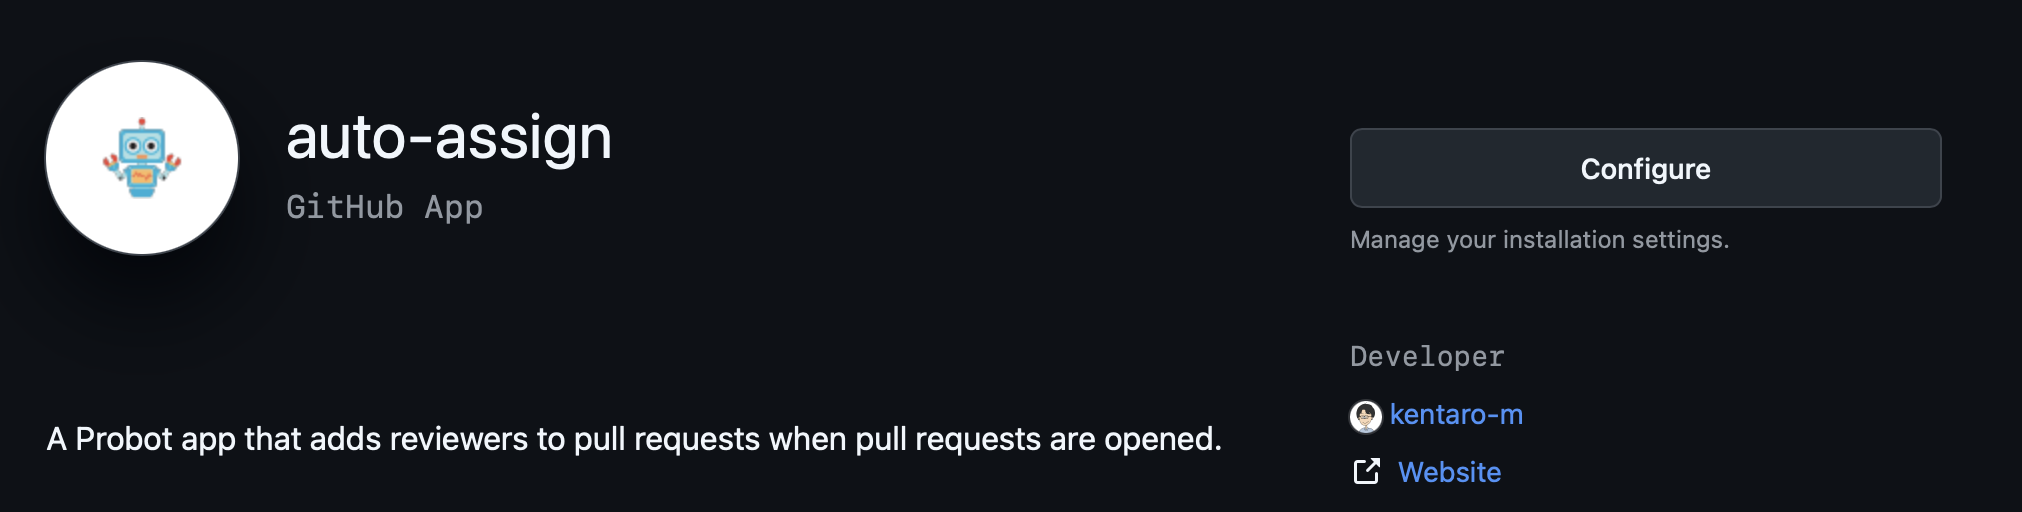 auto-assign
GitHub App
Configure
Manage your installation settings.
A Probot app that adds reviewers to pull requests when pull requests are opened.
Developer
kentaro-m
Website